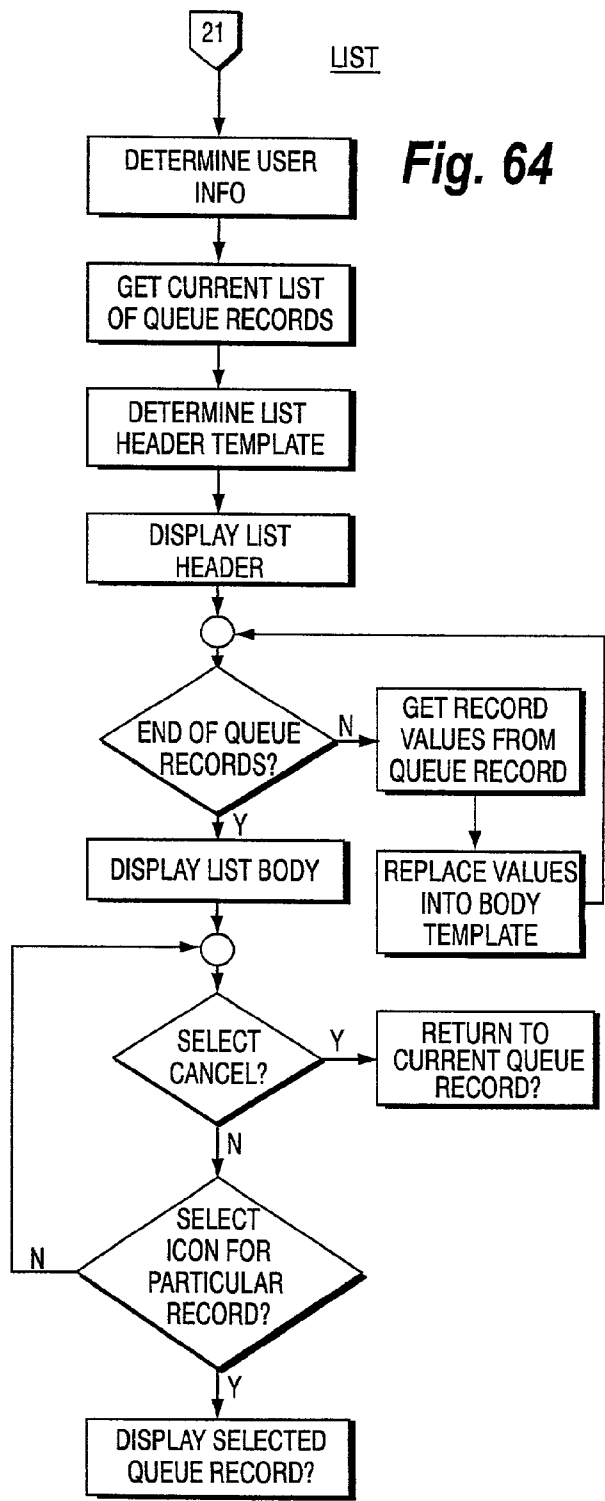 21
LIST
Fig. 64
DETERMINE USER
INFO
GET CURRENT LIST
OF QUEUE RECORDS
DETERMINE LIST
HEADER TEMPLATE
DISPLAY LIST
HEADER
END OF QUEUE
RECORDS?
N
GET RECORD
VALUES FROM
QUEUE RECORD
Y
DISPLAY LIST BODY
REPLACE VALUES
INTO BODY
TEMPLATE
SELECT
CANCEL?
Y
RETURN TO
CURRENT QUEUE
RECORD?
N
SELECT
ICON FOR
PARTICULAR
RECORD?
N
Y
DISPLAY SELECTED
QUEUE RECORD?